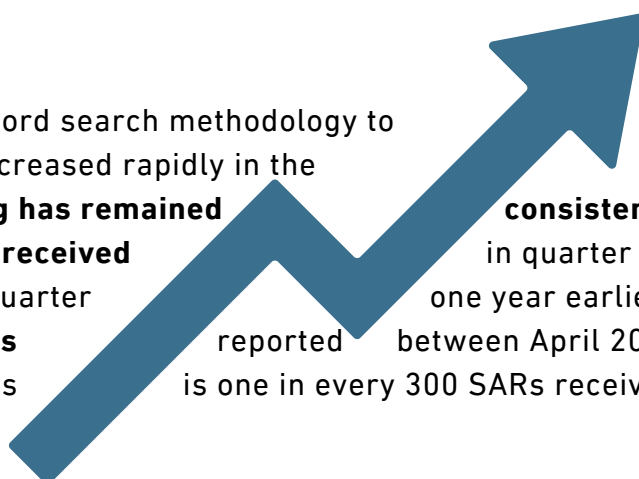 ord search methodology to
creased rapidly in the
g has remained consisten
received in quarter
uarter one year earlie
s reported between April 20
s is one in every 300 SARs receiv